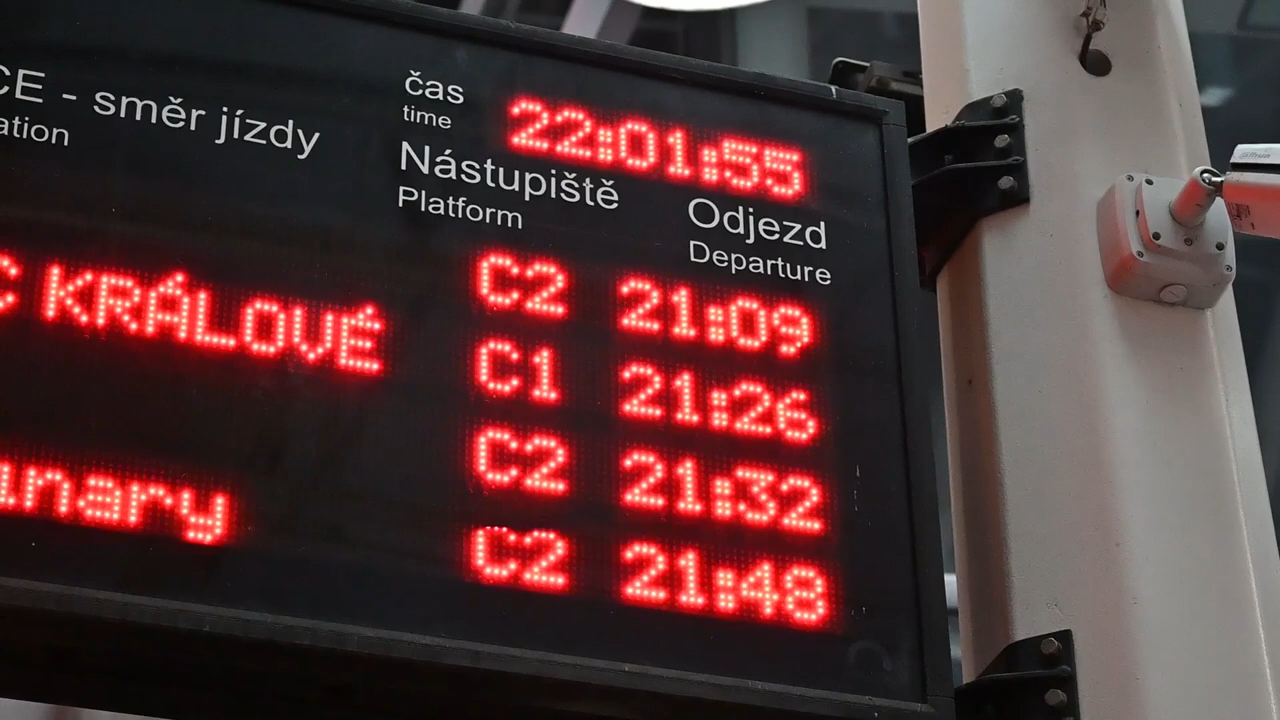 CE - směr jízdy
ation
čas 22:01:55
time
Nástupiště
Platform
Odjezd
Departure
C KRÁLOVÉ C2 21:09
C1 21:26
C2 21:32
unary C2 21:48